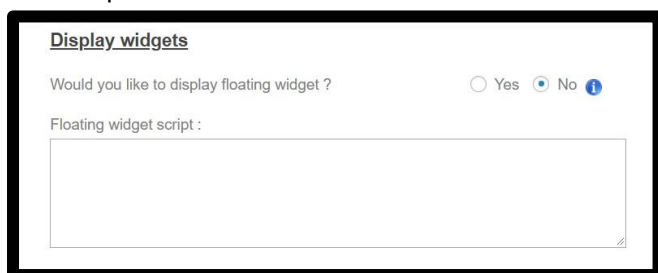 Display widgets
Would you like to display floating widget ? Yes No
Floating widget script :